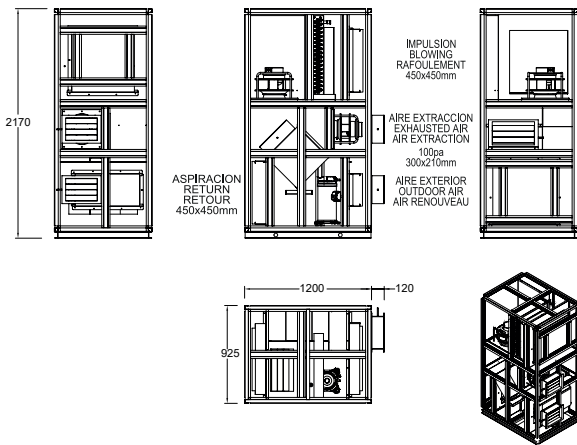 2170
IMPULSION
BLOWING
RAFOULEMENT
450x450mm
AIRE EXTRACCION
EXHAUSTED AIR
AIR EXTRACTION
100pa
300x210mm
ASPIRACION
RETURN
RETOUR
450x450mm
AIRE EXTERIOR
OUTDOOR AIR
AIR RENOUVEAU
1200
120
925